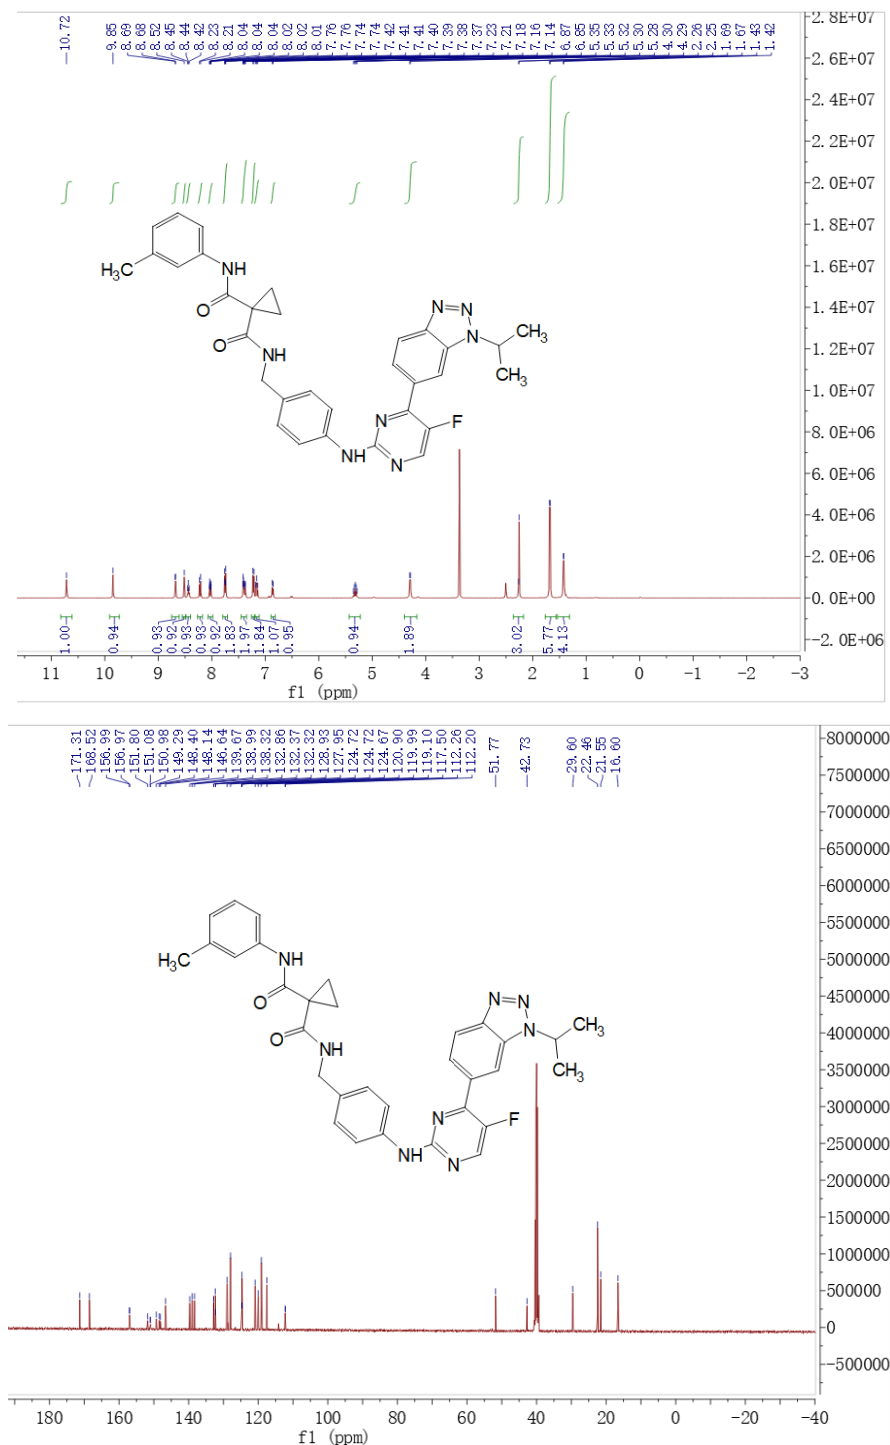 10.72 9.85 8.69 8.68 8.52 8.45 8.44 8.42 8.23 8.21 8.04 8.04 8.04 8.02 8.02 8.01 7.76 7.76 7.74 7.74 7.42 7.41 7.41 7.40 7.39 7.38 7.37 7.23 7.21 7.18 7.16 7.14 6.87 6.85 5.35 5.33 5.32 5.30 5.28 4.30 4.29 2.26 2.25 1.69 1.67 1.43 1.42
2.8E+07
2.6E+07
2.4E+07
2.2E+07
2.0E+07
1.8E+07
1.6E+07
1.4E+07
1.2E+07
1.0E+07
8.0E+06
6.0E+06
4.0E+06
2.0E+06
0.0E+00
-2.0E+06
H₃C
NH
O
O
NH
N
N
N
CH₃
CH₃
N
F
NH
N
1.00 0.94 0.93 0.92 0.93 0.93 0.92 1.83 1.97 1.84 1.07 0.95 0.94 1.89 3.02 5.77 4.13
11 10 9 8 7 6 5 4 3 2 1 0 -1 -2 -3
f1 (ppm)
171.31 168.52 156.99 156.97 151.80 151.08 150.98 149.29 148.40 148.14 146.64 139.67 138.99 138.32 132.86 132.37 132.32 128.93 127.95 124.72 124.72 124.67 120.90 119.99 119.10 117.50 112.26 112.20 51.77 42.73 29.60 22.46 21.55 16.60
8000000
7500000
7000000
6500000
6000000
5500000
5000000
4500000
4000000
3500000
3000000
2500000
2000000
1500000
1000000
500000
0
-500000
H₃C
NH
O
O
NH
N
N
N
CH₃
CH₃
N
F
NH
N
180 160 140 120 100 80 60 40 20 0 -20 -40
f1 (ppm)